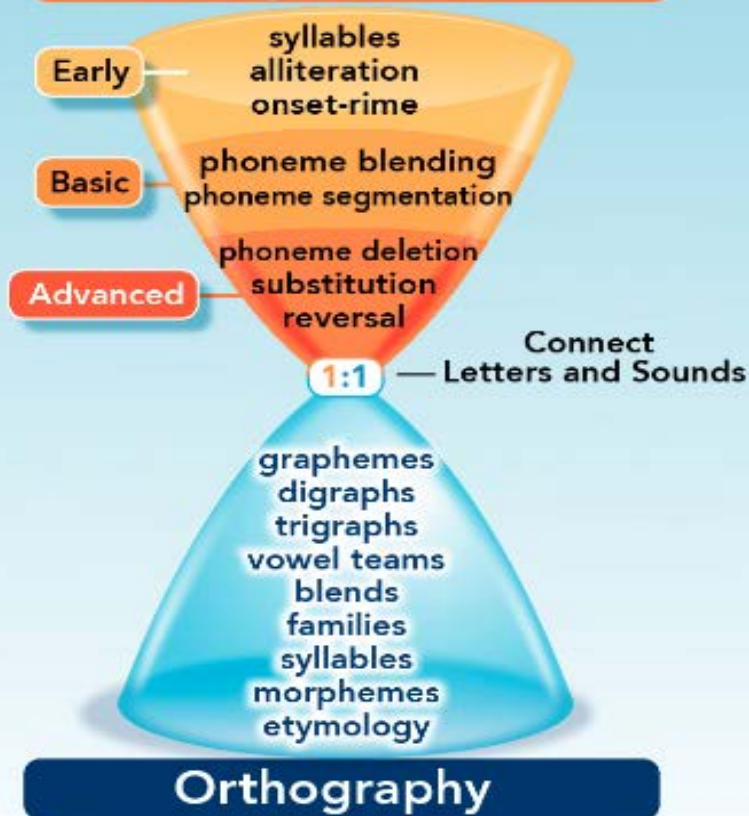 syllables
Early
alliteration
onset-rime
phoneme blending
Basic
phoneme segmentation
phoneme deletion
Advanced
substitution
reversal
1:1
Connect
Letters and Sounds
graphemes
digraphs
trigraphs
vowel teams
blends
families
syllables
morphemes
etymology
Orthography